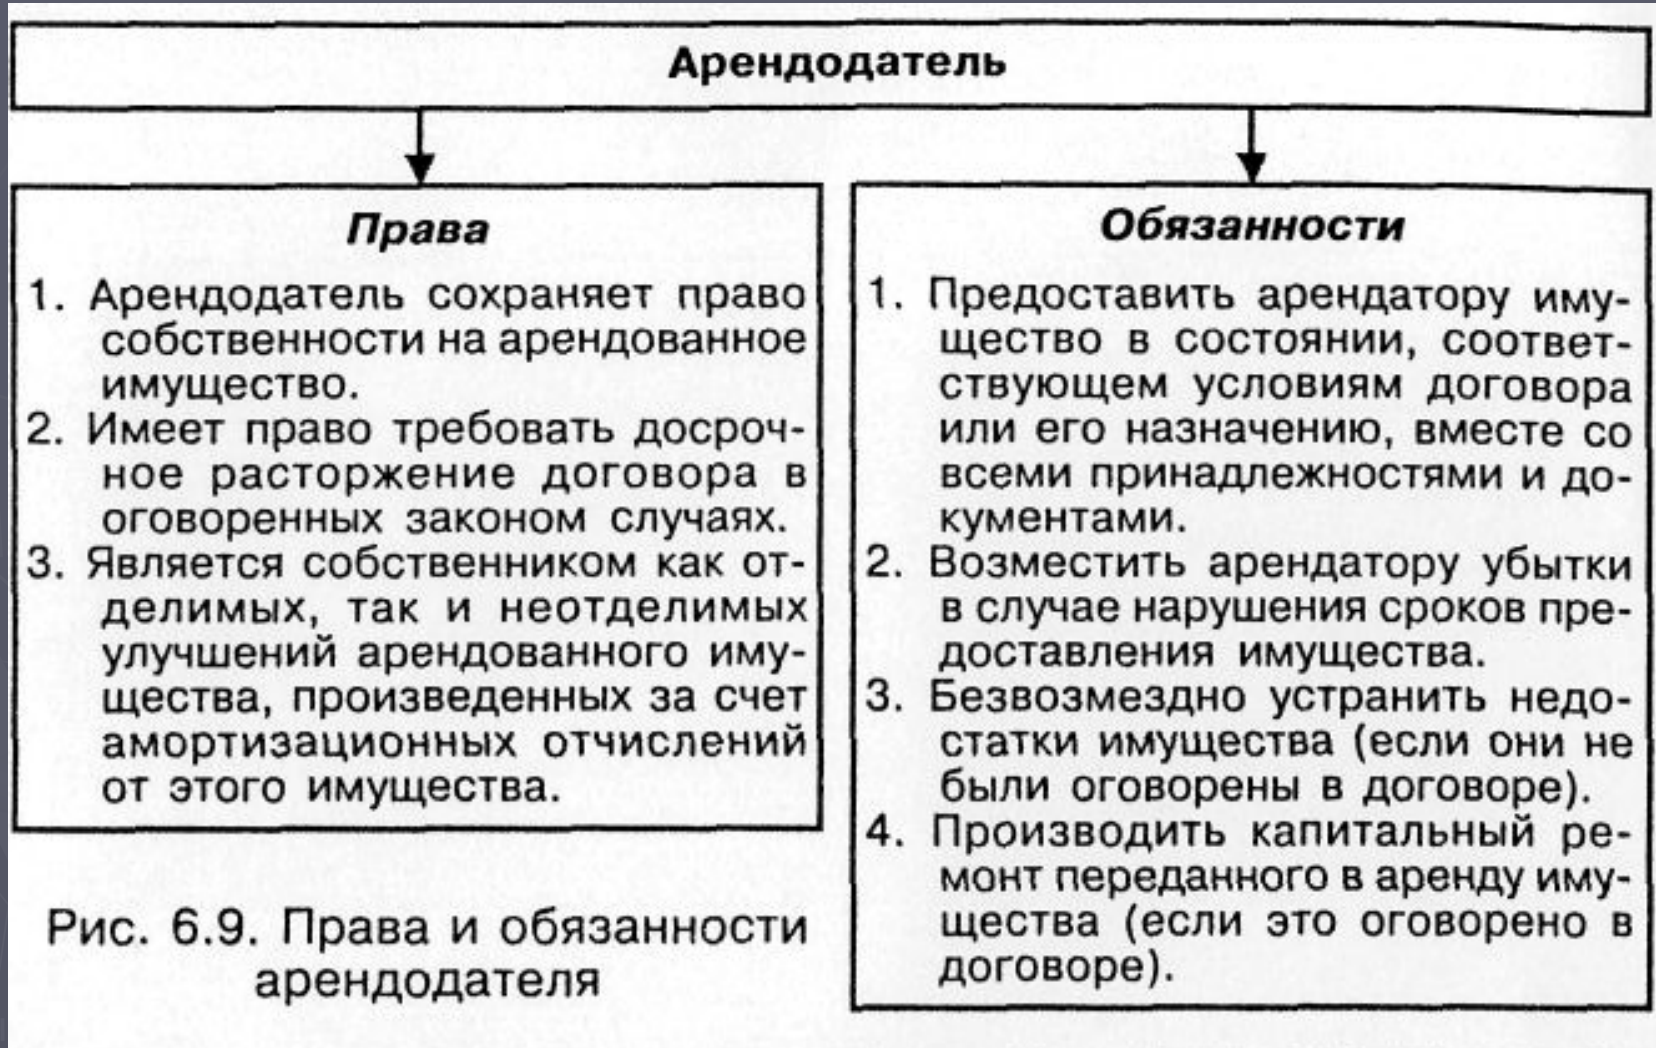 Арендодатель
Права
1. Арендодатель сохраняет право
собственности на арендованное
имущество.
2. Имеет право требовать досроч-
ное расторжение договора в
оговоренных законом случаях.
3. Является собственником как от-
делимых, так и неотделимых
улучшений арендованного иму-
щества, произведенных за счет
амортизационных отчислений
от этого имущества.
Рис. 6.9. Права и обязанности
арендодателя
Обязанности
1. Предоставить арендатору иму-
щество в состоянии, соответ-
ствующем условиям договора
или его назначению, вместе со
всеми принадлежностями и до-
кументами.
2. Возместить арендатору убытки
в случае нарушения сроков пре-
доставления имущества.
3. Безвозмездно устранить недо-
статки имущества (если они не
были оговорены в договоре).
4. Производить капитальный ре-
монт переданного в аренду иму-
щества (если это оговорено в
договоре).